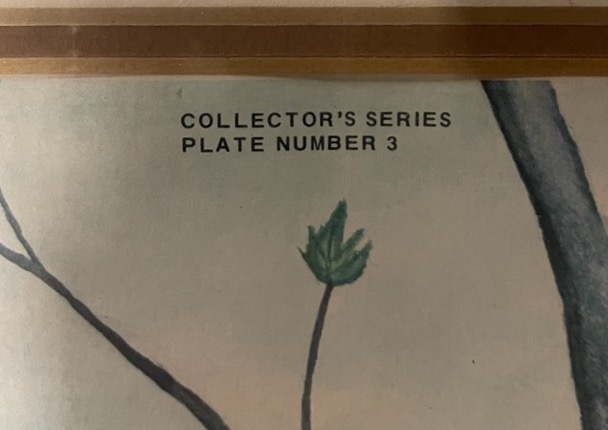 COLLECTOR'S SERIES
PLATE NUMBER 3